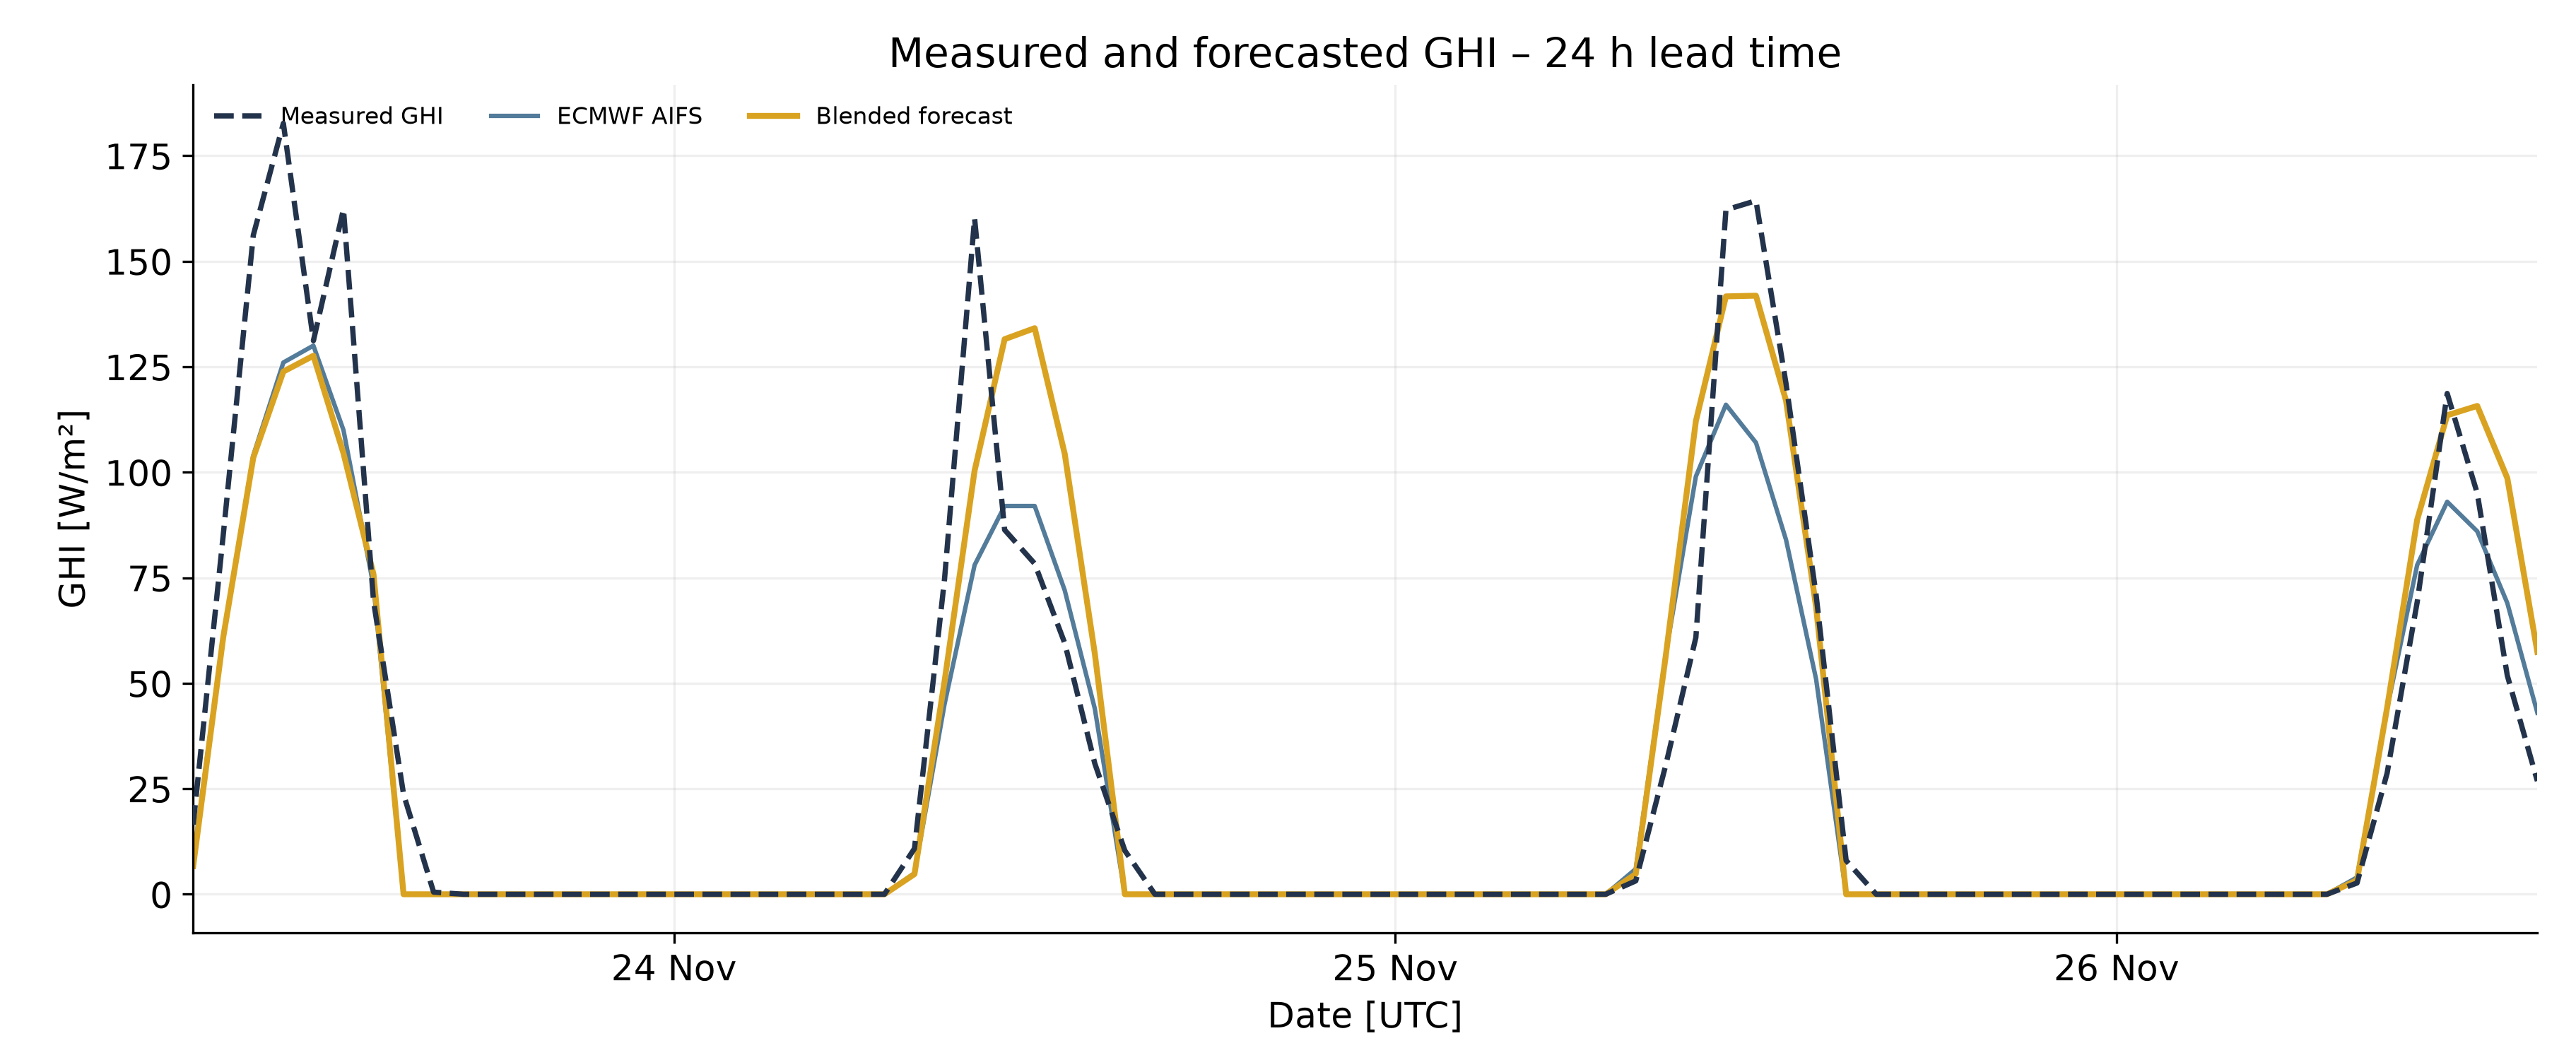 Measured and forecasted GHI – 24 h lead time
Measured GHI
ECMWF AIFS
Blended forecast
GHI [W/m²]
175
150
125
100
75
50
25
0
24 Nov
25 Nov
26 Nov
Date [UTC]